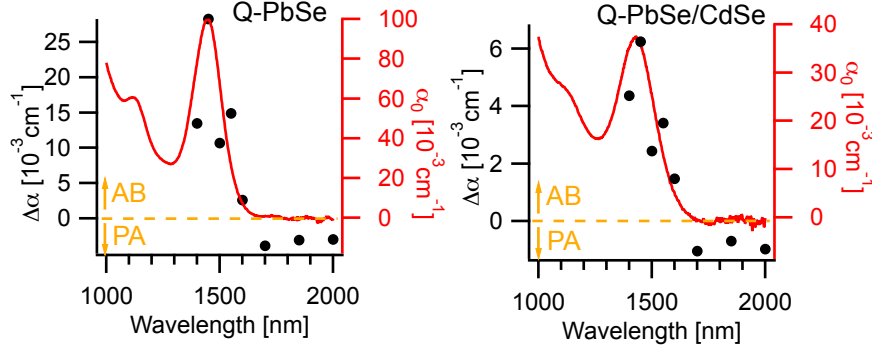 Q-PbSe
Δα [10⁻³cm⁻¹]
25
20
15
10
5
0
AB
PA
100
80
60
40
20
0
α₀ [10⁻³cm⁻¹]
1000
1500
2000
Wavelength [nm]
Q-PbSe/CdSe
Δα [10⁻³cm⁻¹]
6
4
2
0
AB
PA
40
30
20
10
0
α₀ [10⁻³cm⁻¹]
1000
1500
2000
Wavelength [nm]